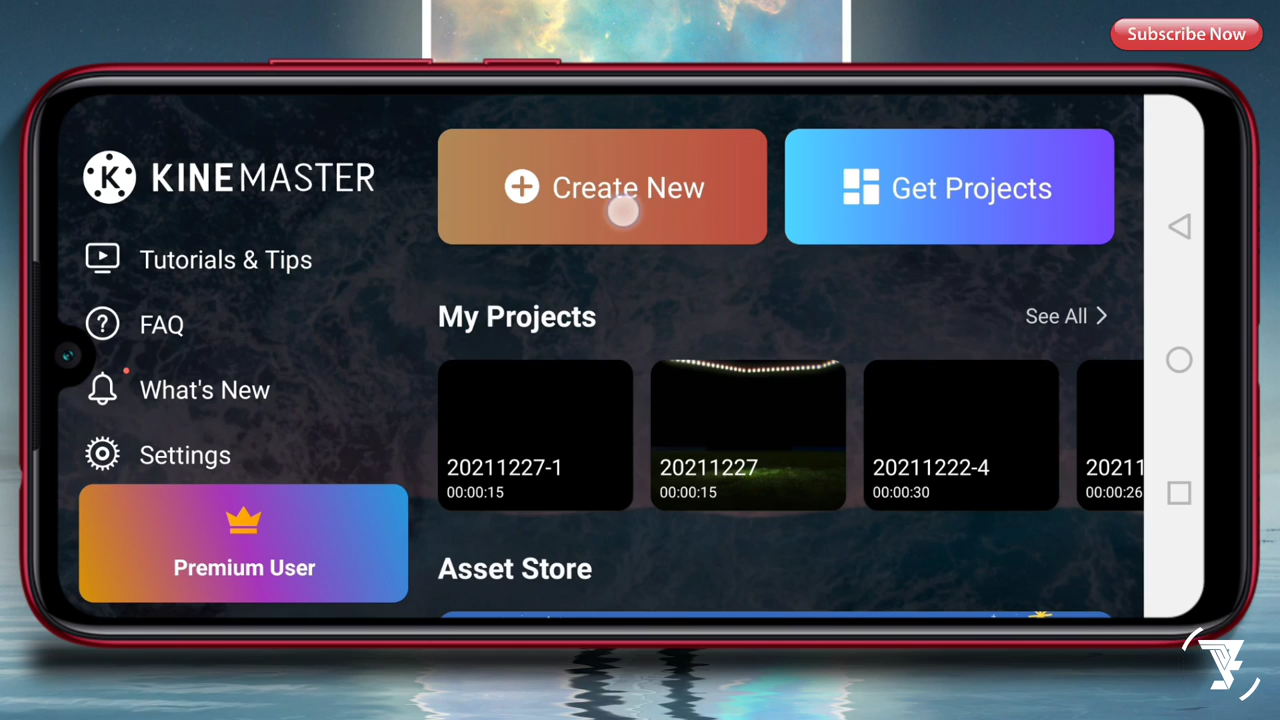 Subscribe Now
KINEMASTER
Tutorials & Tips
FAQ
What's New
Settings
Premium User
Create New
Get Projects
My Projects
See All
20211227-1
00:00:15
20211227
00:00:15
20211222-4
00:00:30
20211
00:00:26
Asset Store